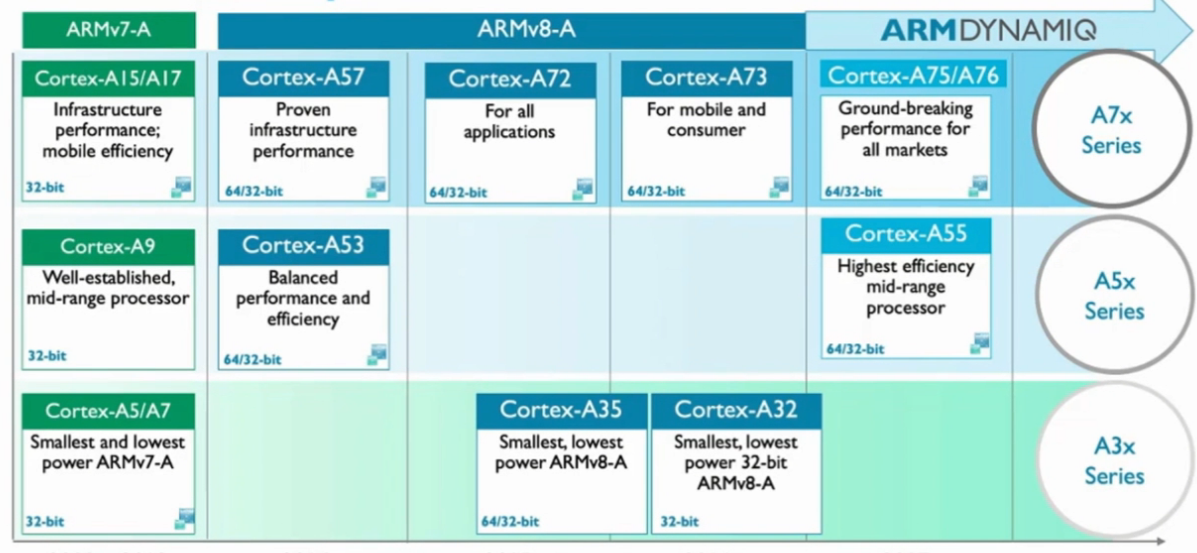 ARMv7-A
ARMv8-A
ARMDYNAMIQ
Cortex-A15/A17
Infrastructure
performance;
mobile efficiency
32-bit
Cortex-A57
Proven
infrastructure
performance
64/32-bit
Cortex-A72
For all
applications
64/32-bit
Cortex-A73
For mobile and
consumer
64/32-bit
Cortex-A75/A76
Ground-breaking
performance for
all markets
64/32-bit
A7x
Series
Cortex-A9
Well-established,
mid-range processor
32-bit
Cortex-A53
Balanced
performance and
efficiency
64/32-bit
Cortex-A55
Highest efficiency
mid-range
processor
64/32-bit
A5x
Series
Cortex-A5/A7
Smallest and lowest
power ARMv7-A
32-bit
Cortex-A35
Smallest, lowest
power ARMv8-A
64/32-bit
Cortex-A32
Smallest, lowest
power 32-bit
ARMv8-A
32-bit
A3x
Series